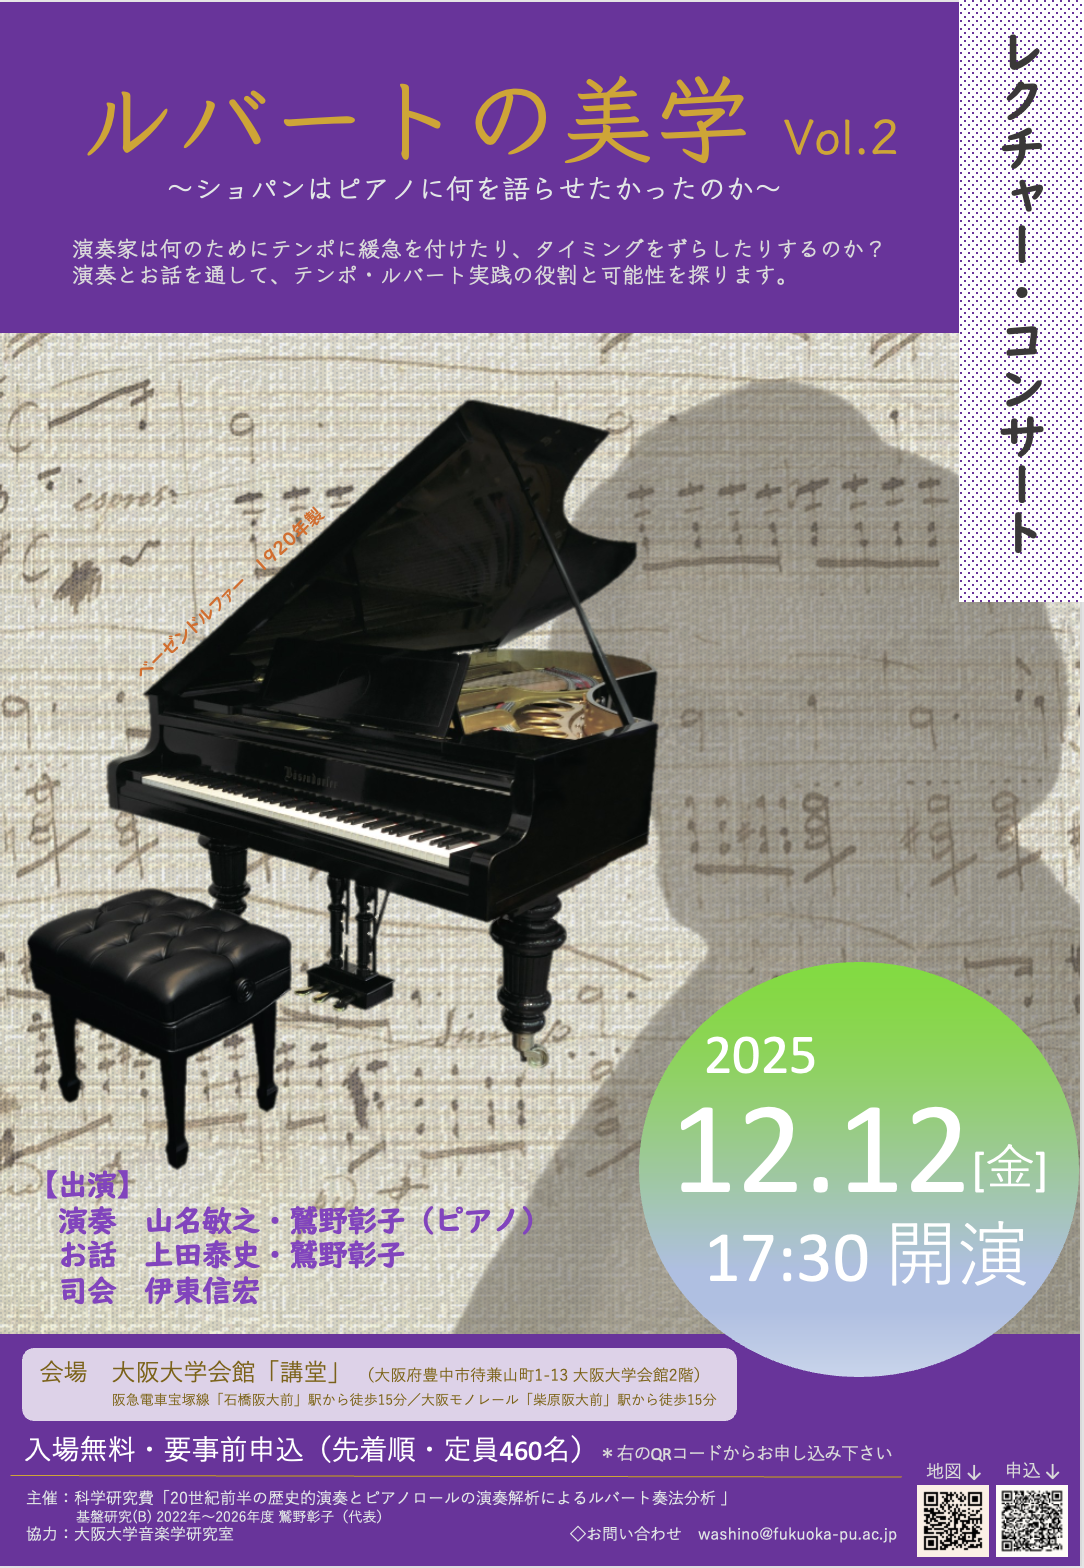 ルバートの美学 Vol.2
～ショパンはピアノに何を語らせたかったのか～
演奏家は何のためにテンポに緩急を付けたり、タイミングをずらしたりするのか？
演奏とお話を通して、テンポ・ルバート実践の役割と可能性を探ります。
レクチャー・コンサート
ベーゼンドルファー　1920年製
espres.
Bösendorfer
2025
12.12[金]
17:30 開演
【出演】
演奏　山名敏之・鷲野彰子（ピアノ）
お話　上田泰史・鷲野彰子
司会　伊東信宏
会場　大阪大学会館「講堂」　（大阪府豊中市待兼山町1-13 大阪大学会館2階）
阪急電車宝塚線「石橋阪大前」駅から徒歩15分／大阪モノレール「柴原阪大前」駅から徒歩15分
入場無料・要事前申込（先着順・定員460名）＊右のQRコードからお申し込み下さい
地図↓　申込↓
主催：科学研究費「20世紀前半の歴史的演奏とピアノロールの演奏解析によるルバート奏法分析 」
基盤研究(B) 2022年～2026年度 鷲野彰子（代表）
協力：大阪大学音楽学研究室
◇お問い合わせ　washino@fukuoka-pu.ac.jp